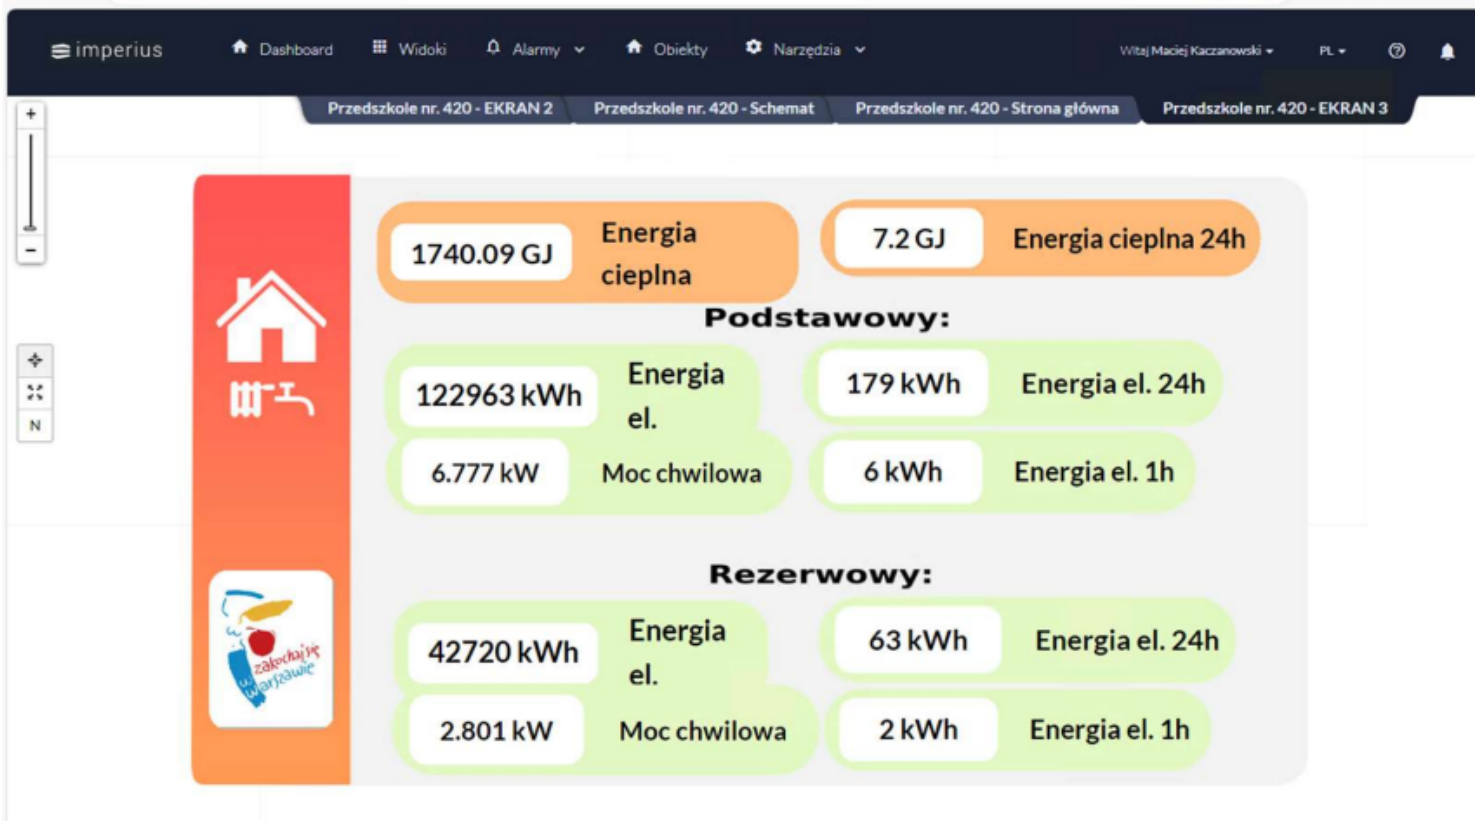 imperius Dashboard Widoki Alarmy Obiekty Narzędzia Witaj Maciej Kaczanowski PL
Przedszkole nr. 420 - EKRAN 2 Przedszkole nr. 420 - Schemat Przedszkole nr. 420 - Strona główna Przedszkole nr. 420 - EKRAN 3
+
−
N
1740.09 GJ Energia
cieplna
7.2 GJ Energia cieplna 24h
Podstawowy:
122963 kWh Energia
el.
179 kWh Energia el. 24h
6.777 kW Moc chwilowa
6 kWh Energia el. 1h
Rezerwowy:
42720 kWh Energia
el.
63 kWh Energia el. 24h
2.801 kW Moc chwilowa
2 kWh Energia el. 1h
zakochaj się
w
warszawie